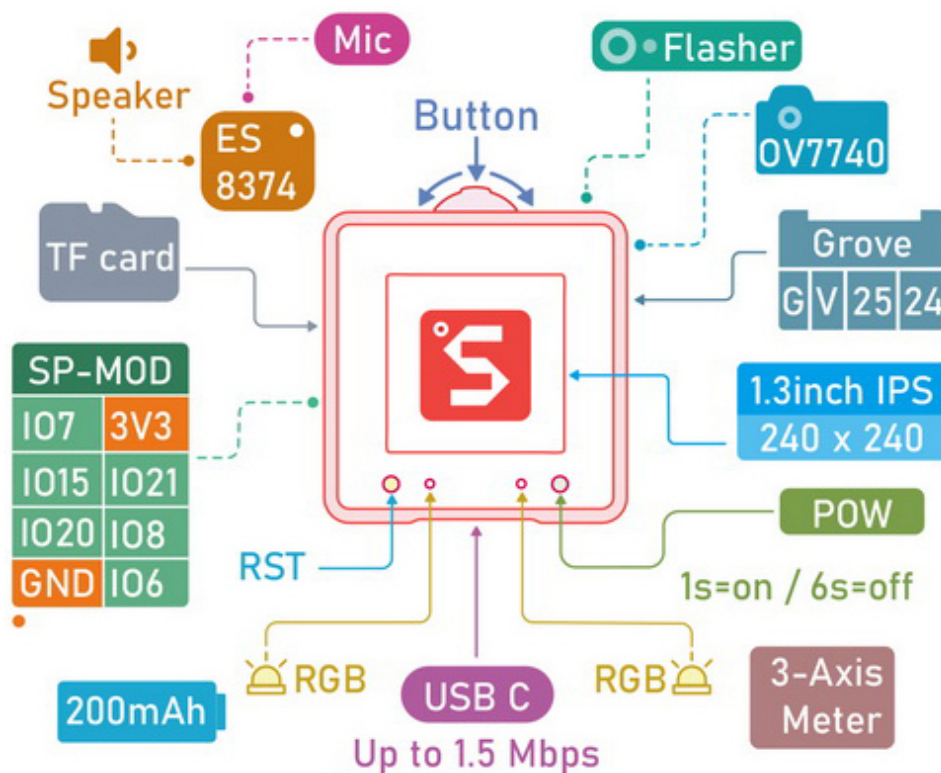 Mic
Flasher
Speaker
ES
8374
Button
OV7740
TF card
Grove
G V 25 24
SP-MOD
IO7 3V3
IO15 IO21
IO20 IO8
GND IO6
1.3inch IPS
240 x 240
RST
POW
1s=on / 6s=off
RGB
RGB
200mAh
USB C
Up to 1.5 Mbps
3-Axis
Meter